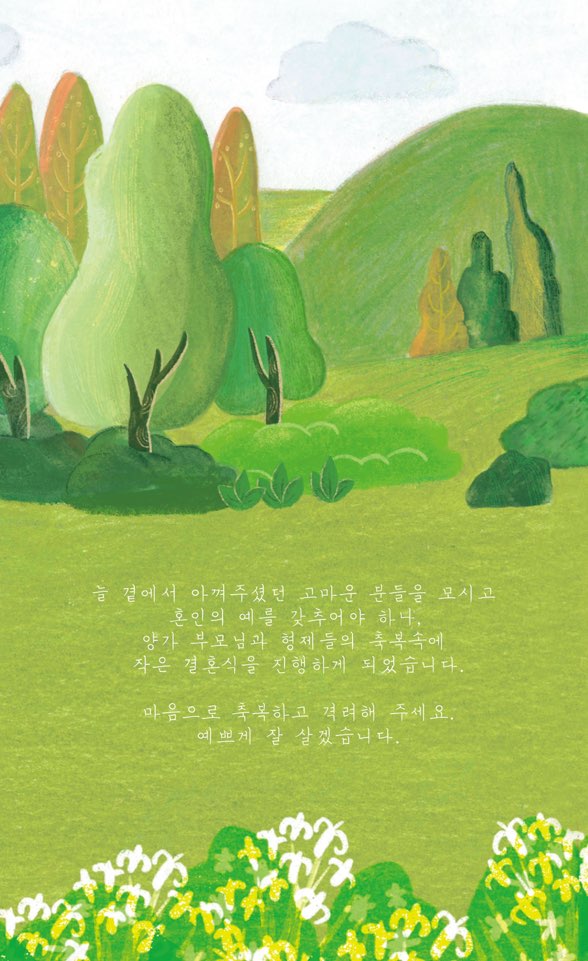 늘 곁에서 아껴주셨던 고마운 분들을 모시고
혼인의 예를 갖추어야 하나,
양가 부모님과 형제들의 축복속에
작은 결혼식을 진행하게 되었습니다.
마음으로 축복하고 격려해 주세요.
예쁘게 잘 살겠습니다.